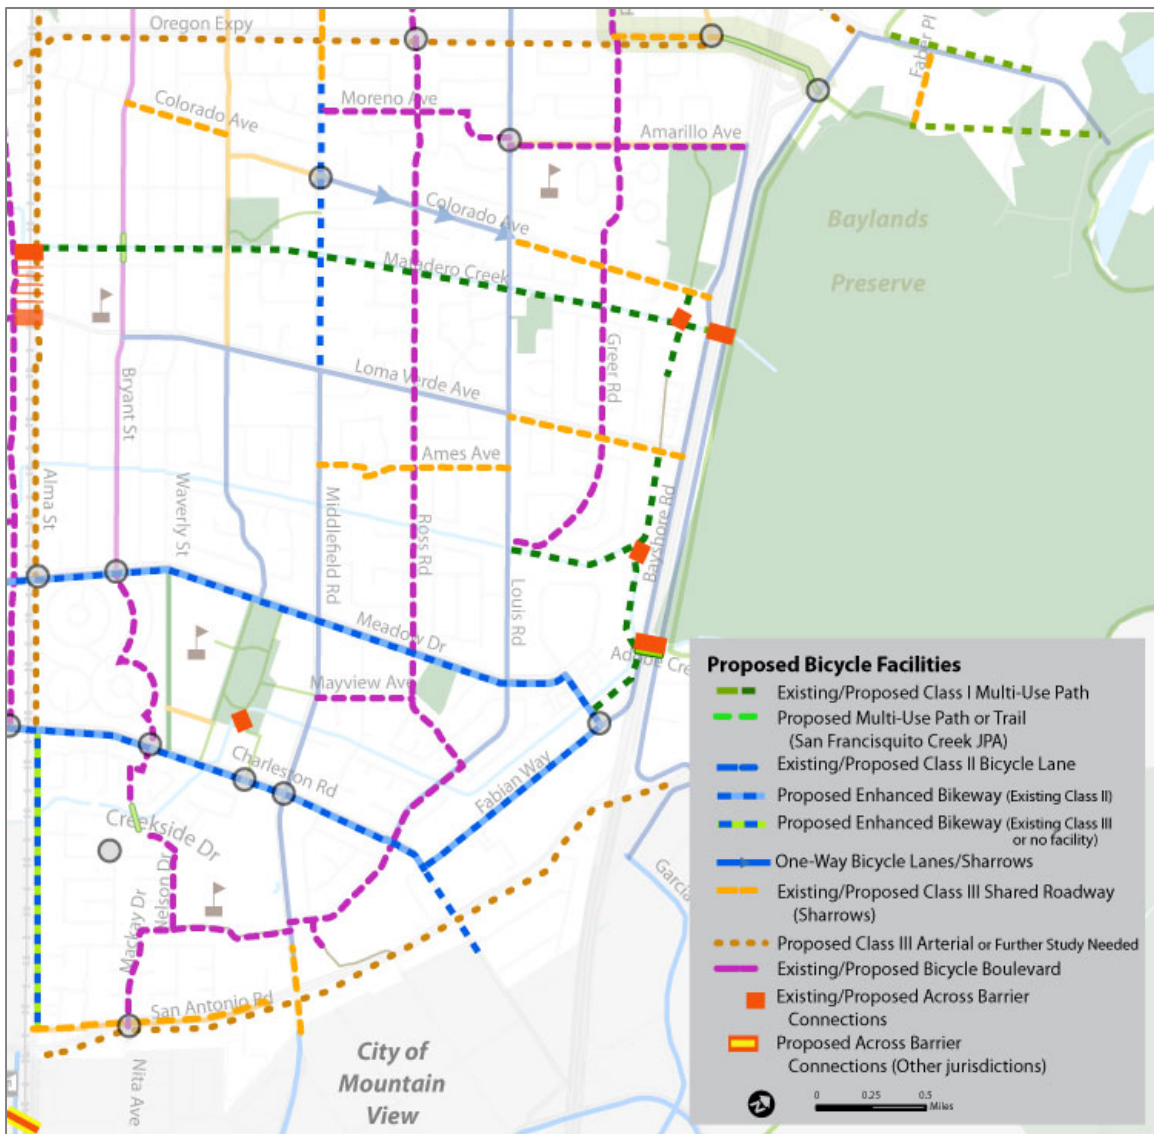 Oregon Expy
Faber Pl
Colorado Ave
Moreno Ave
Amarillo Ave
Colorado Ave
Baylands
Preserve
Matadero Creek
Greer Rd
Loma Verde Ave
Bryant St
Ames Ave
Alma St
Waverly St
Middlefield Rd
Ross Rd
Bayshore Rd
Louis Rd
Meadow Dr
Adobe Cre
Mayview Ave
Charleston Rd
Fabian Way
Creekside Dr
Nelson Dr
Mackay Dr
Garcia
San Antonio Rd
Nita Ave
City of
Mountain
View
Proposed Bicycle Facilities
Existing/Proposed Class I Multi-Use Path
Proposed Multi-Use Path or Trail
(San Francisquito Creek JPA)
Existing/Proposed Class II Bicycle Lane
Proposed Enhanced Bikeway (Existing Class II)
Proposed Enhanced Bikeway (Existing Class III
or no facility)
One-Way Bicycle Lanes/Sharrows
Existing/Proposed Class III Shared Roadway
(Sharrows)
Proposed Class III Arterial or Further Study Needed
Existing/Proposed Bicycle Boulevard
Existing/Proposed Across Barrier
Connections
Proposed Across Barrier
Connections (Other jurisdictions)
N
0 0.25 0.5
Miles